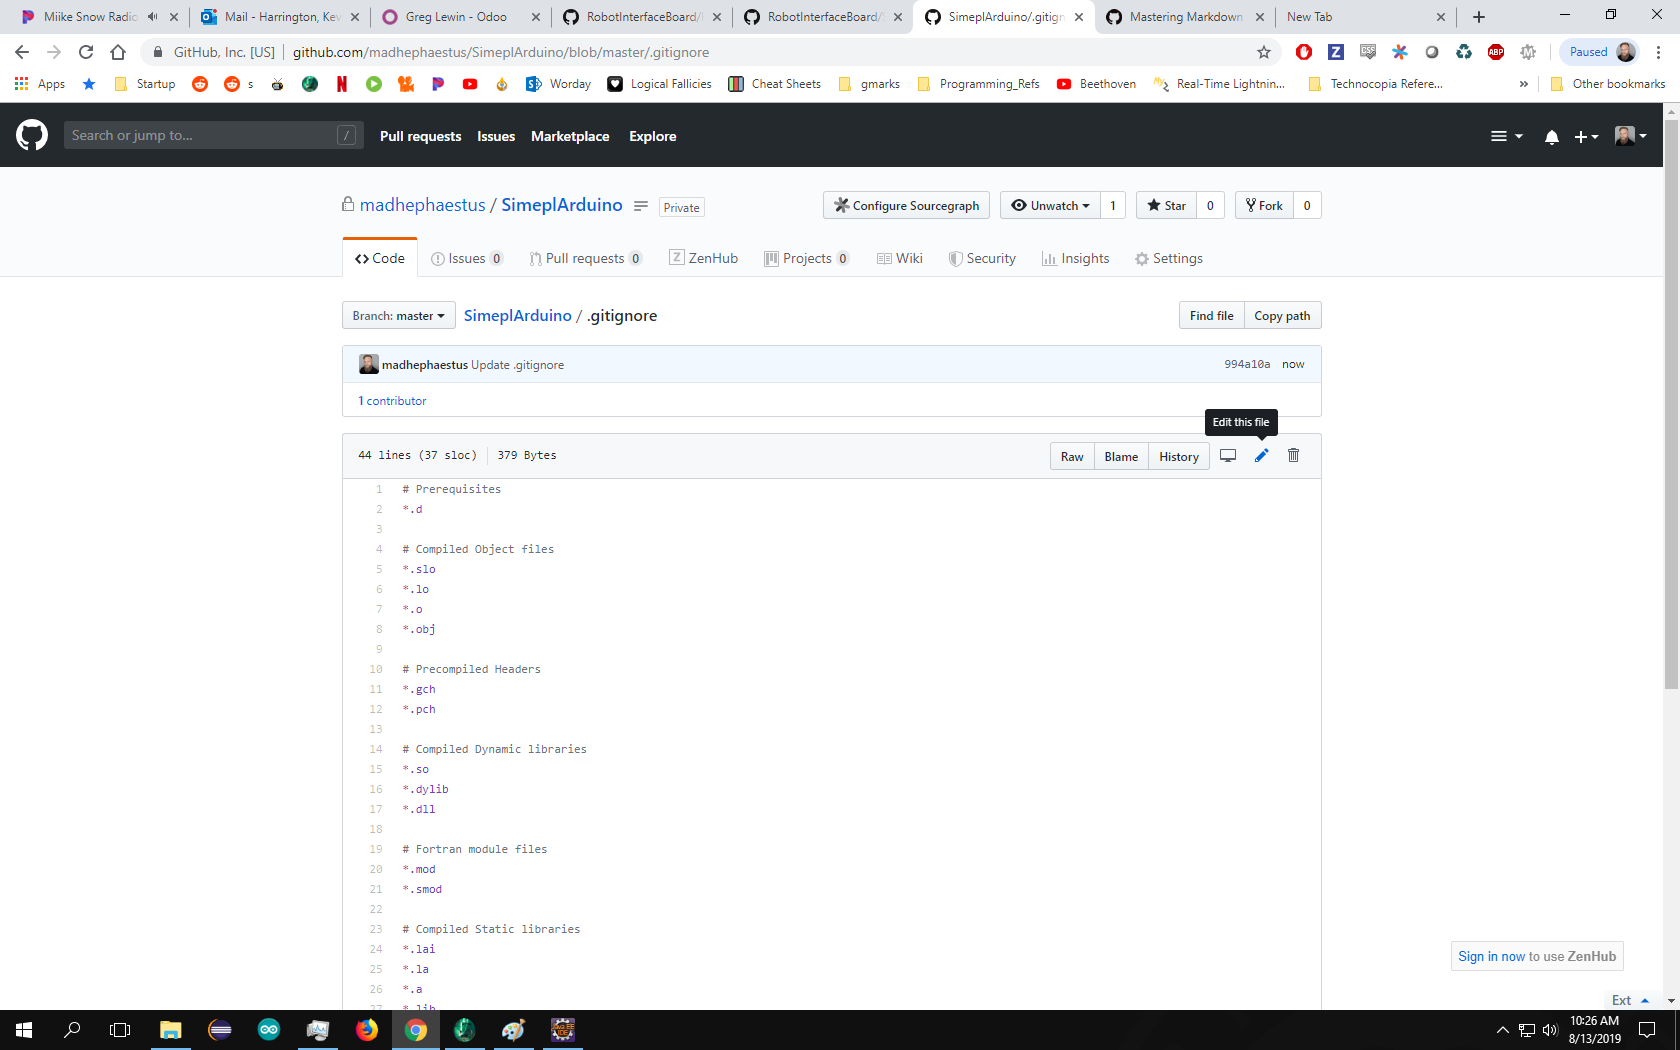 Miike Snow Radio
Mail - Harrington, Kev
Greg Lewin - Odoo
RobotInterfaceBoard/
RobotInterfaceBoard/
SimeplArduino/.gitign
Mastering Markdown
New Tab
GitHub, Inc. [US] github.com/madhephaestus/SimeplArduino/blob/master/.gitignore
Paused
Apps Startup s Worday Logical Fallicies Cheat Sheets gmarks Programming_Refs Beethoven Real-Time Lightnin... Technocopia Refere... » Other bookmarks
Search or jump to... / Pull requests Issues Marketplace Explore
madhephaestus / SimeplArduino Private
Configure Sourcegraph Unwatch 1 Star 0 Fork 0
Code Issues 0 Pull requests 0 ZenHub Projects 0 Wiki Security Insights Settings
Branch: master SimeplArduino / .gitignore Find file Copy path
madhephaestus Update .gitignore 994a10a now
1 contributor
Edit this file
44 lines (37 sloc) 379 Bytes Raw Blame History
1 # Prerequisites
2 *.d
3
4 # Compiled Object files
5 *.slo
6 *.lo
7 *.o
8 *.obj
9
10 # Precompiled Headers
11 *.gch
12 *.pch
13
14 # Compiled Dynamic libraries
15 *.so
16 *.dylib
17 *.dll
18
19 # Fortran module files
20 *.mod
21 *.smod
22
23 # Compiled Static libraries
24 *.lai
25 *.la
26 *.a
27 *.lib
Sign in now to use ZenHub
Ext
10:26 AM
8/13/2019